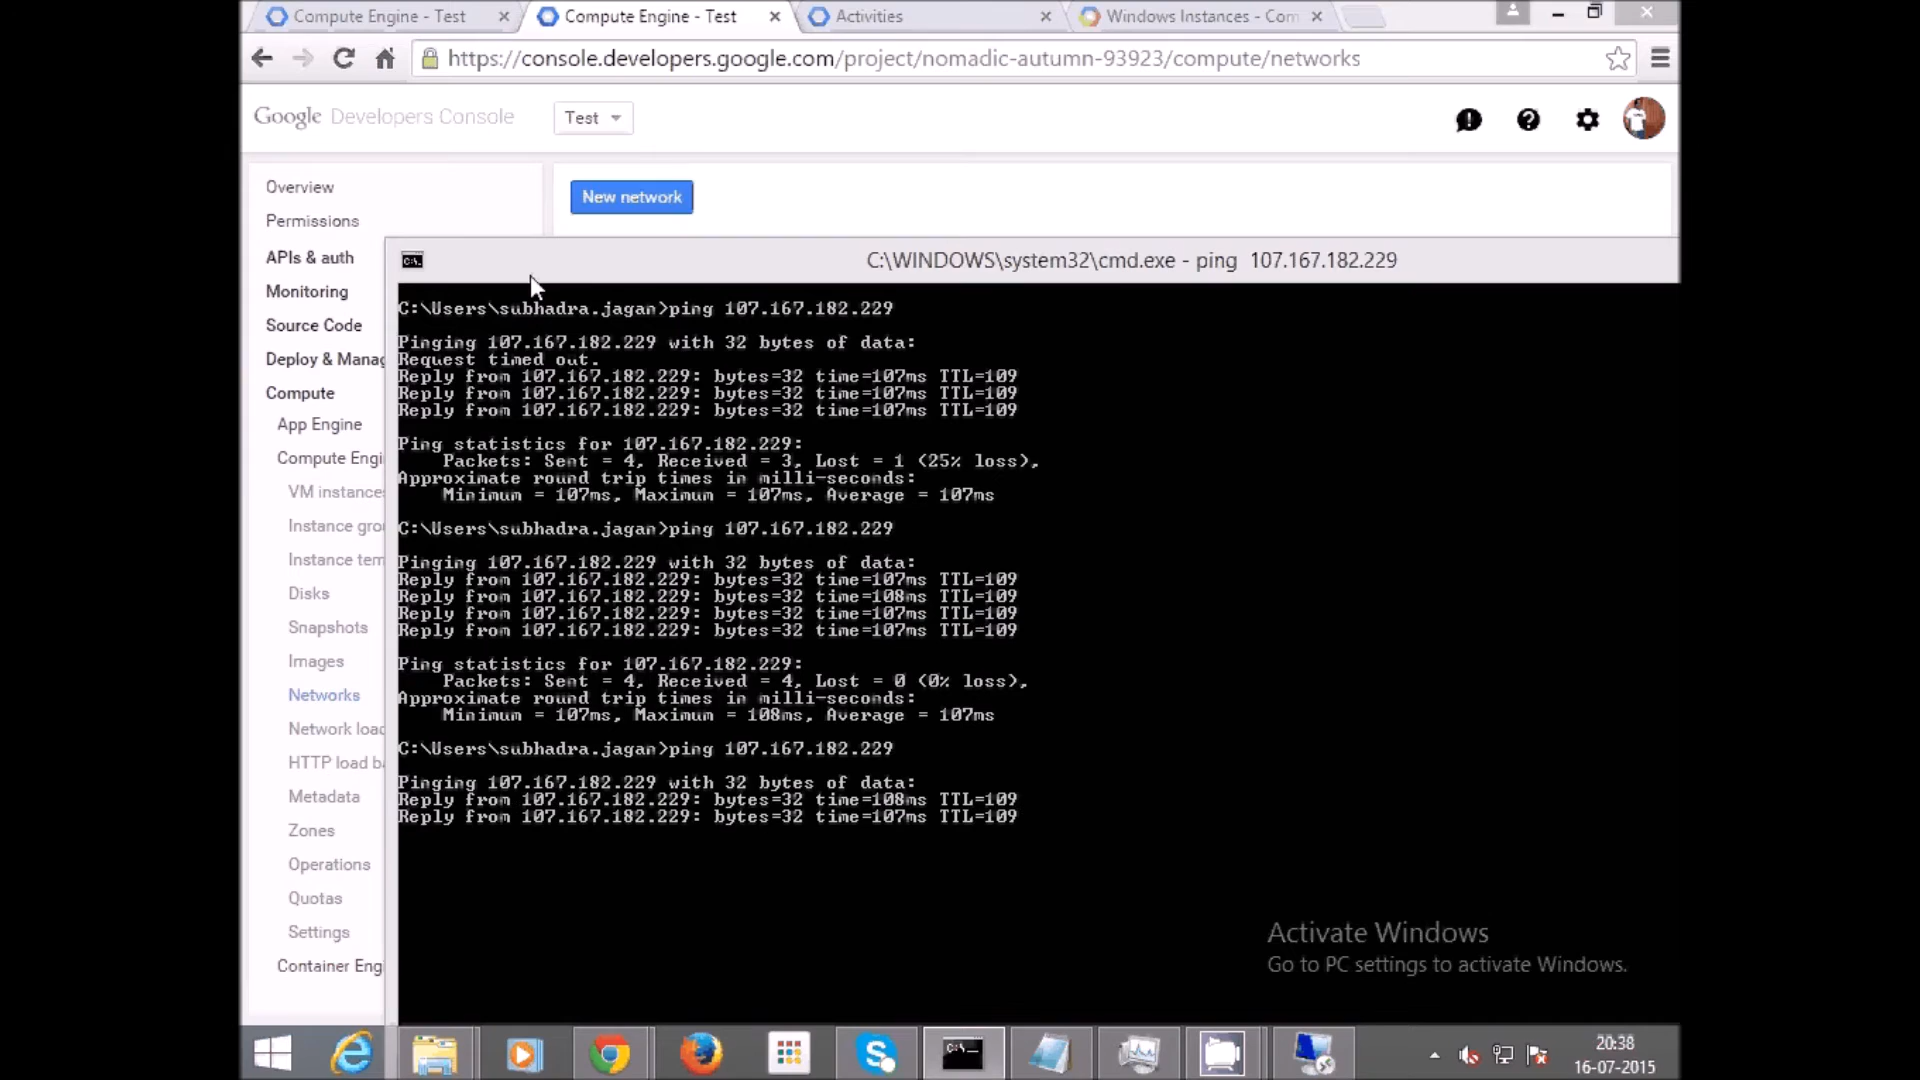 Compute Engine - Test
Compute Engine - Test
Activities
Windows Instances - Com
https://console.developers.google.com/project/nomadic-autumn-93923/compute/networks
Google Developers Console
Test
Overview
Permissions
APIs & auth
Monitoring
Source Code
Deploy & Manag
Compute
App Engine
Compute Engi
VM instance
Instance gro
Instance tem
Disks
Snapshots
Images
Networks
Network load
HTTP load b
Metadata
Zones
Operations
Quotas
Settings
Container Eng
New network
C:\WINDOWS\system32\cmd.exe - ping 107.167.182.229
C:\Users\subhadra.jagan>ping 107.167.182.229
Pinging 107.167.182.229 with 32 bytes of data:
Request timed out.
Reply from 107.167.182.229: bytes=32 time=107ms TTL=109
Reply from 107.167.182.229: bytes=32 time=107ms TTL=109
Reply from 107.167.182.229: bytes=32 time=107ms TTL=109
Ping statistics for 107.167.182.229:
Packets: Sent = 4, Received = 3, Lost = 1 (25% loss),
Approximate round trip times in milli-seconds:
Minimum = 107ms, Maximum = 107ms, Average = 107ms
C:\Users\subhadra.jagan>ping 107.167.182.229
Pinging 107.167.182.229 with 32 bytes of data:
Reply from 107.167.182.229: bytes=32 time=107ms TTL=109
Reply from 107.167.182.229: bytes=32 time=108ms TTL=109
Reply from 107.167.182.229: bytes=32 time=107ms TTL=109
Reply from 107.167.182.229: bytes=32 time=107ms TTL=109
Ping statistics for 107.167.182.229:
Packets: Sent = 4, Received = 4, Lost = 0 (0% loss),
Approximate round trip times in milli-seconds:
Minimum = 107ms, Maximum = 108ms, Average = 107ms
C:\Users\subhadra.jagan>ping 107.167.182.229
Pinging 107.167.182.229 with 32 bytes of data:
Reply from 107.167.182.229: bytes=32 time=108ms TTL=109
Reply from 107.167.182.229: bytes=32 time=107ms TTL=109
Activate Windows
Go to PC settings to activate Windows.
20:38
16-07-2015